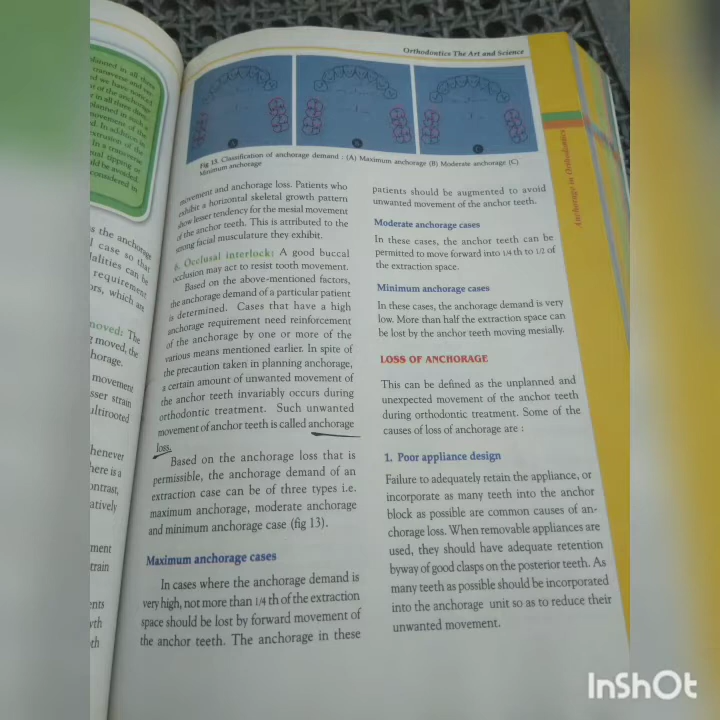 Orthodontics The Art and Science
A
B
C
Fig 13. Classification of anchorage demand : (A) Maximum anchorage (B) Moderate anchorage (C)
Minimum anchorage
movement and anchorage loss. Patients who
exhibit a horizontal skeletal growth pattern
show lesser tendency for the mesial movement
of the anchor teeth. This is attributed to the
strong facial musculature they exhibit.
6. Occlusal interlock: A good buccal
occlusion may act to resist tooth movement.
Based on the above-mentioned factors,
the anchorage demand of a particular patient
is determined. Cases that have a high
anchorage requirement need reinforcement
of the anchorage by one or more of the
various means mentioned earlier. In spite of
the precaution taken in planning anchorage,
a certain amount of unwanted movement of
the anchor teeth invariably occurs during
orthodontic treatment. Such unwanted
movement of anchor teeth is called anchorage
loss.
Based on the anchorage loss that is
permissible, the anchorage demand of an
extraction case can be of three types i.e.
maximum anchorage, moderate anchorage
and minimum anchorage case (fig 13).
Maximum anchorage cases
In cases where the anchorage demand is
very high, not more than 1/4 th of the extraction
space should be lost by forward movement of
the anchor teeth. The anchorage in these
patients should be augmented to avoid
unwanted movement of the anchor teeth.
Moderate anchorage cases
In these cases, the anchor teeth can be
permitted to move forward into 1/4 th to 1/2 of
the extraction space.
Minimum anchorage cases
In these cases, the anchorage demand is very
low. More than half the extraction space can
be lost by the anchor teeth moving mesially.
LOSS OF ANCHORAGE
This can be defined as the unplanned and
unexpected movement of the anchor teeth
during orthodontic treatment. Some of the
causes of loss of anchorage are :
1. Poor appliance design
Failure to adequately retain the appliance, or
incorporate as many teeth into the anchor
block as possible are common causes of an-
chorage loss. When removable appliances are
used, they should have adequate retention
byway of good clasps on the posterior teeth. As
many teeth as possible should be incorporated
into the anchorage unit so as to reduce their
unwanted movement.
Anchorage in Orthodontics
InShOt